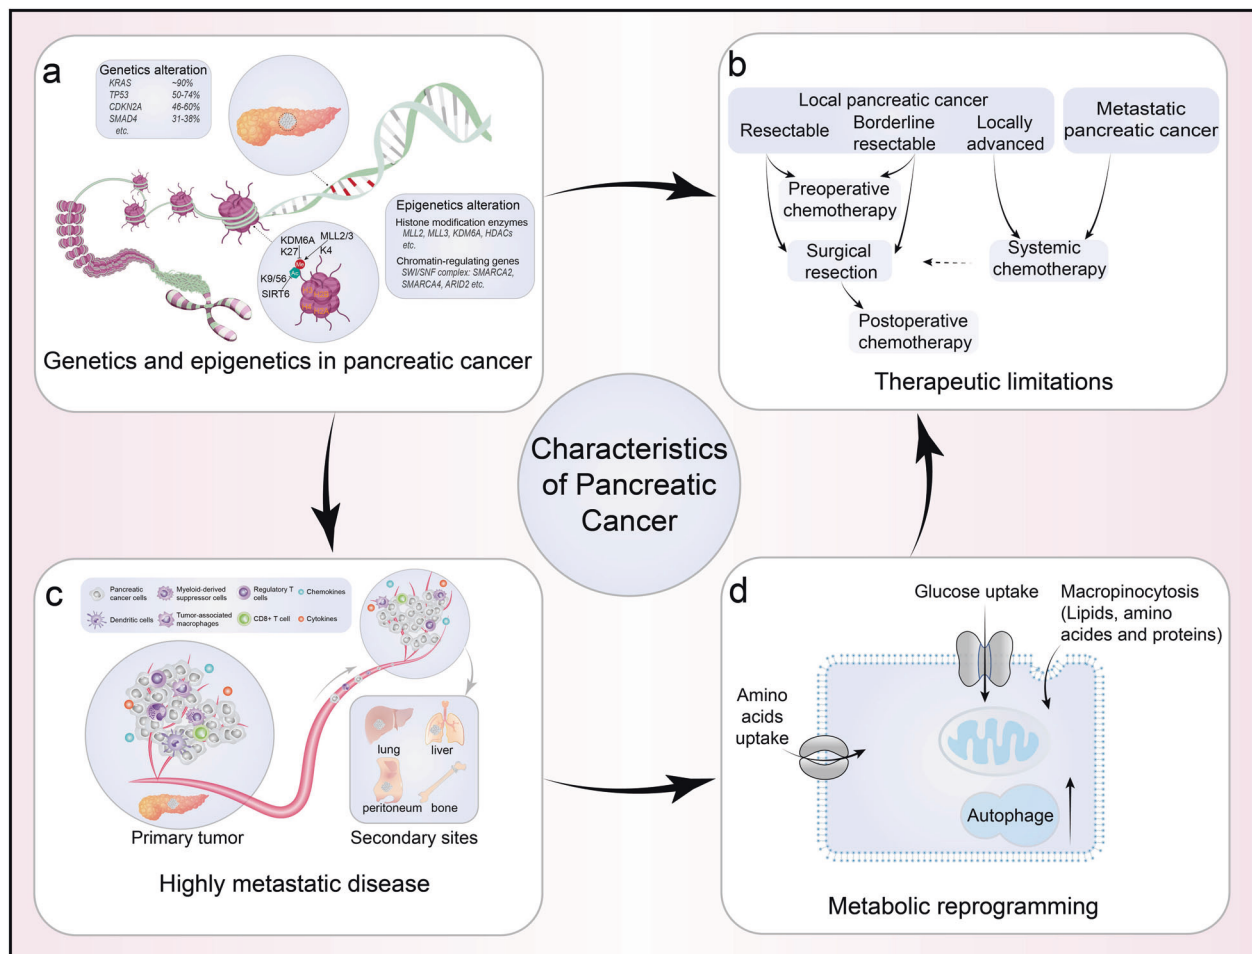 a
Genetics alteration
KRAS ~90%
TP53 50-74%
CDKN2A 46-60%
SMAD4 31-38%
etc.
Epigenetics alteration
Histone modification enzymes
MLL2, MLL3, KDM6A, HDACs
etc.
Chromatin-regulating genes
SWI/SNF complex: SMARCA2,
SMARCA4, ARID2 etc.
KDM6A
MLL2/3
K27
K4
Me
Ac
K9/56
SIRT6
Genetics and epigenetics in pancreatic cancer
b
Local pancreatic cancer
Resectable
Borderline
resectable
Locally
advanced
Metastatic
pancreatic cancer
Preoperative
chemotherapy
Surgical
resection
Systemic
chemotherapy
Postoperative
chemotherapy
Therapeutic limitations
Characteristics
of Pancreatic
Cancer
c
Pancreatic
cancer cells
Myeloid-derived
suppressor cells
Regulatory T
cells
Chemokines
Dendritic cells
Tumor-associated
macrophages
CD8+ T cell
Cytokines
lung
liver
peritoneum
bone
Primary tumor
Secondary sites
Highly metastatic disease
d
Glucose uptake
Macropinocytosis
(Lipids, amino
acides and proteins)
Amino
acids
uptake
Autophage
Metabolic reprogramming